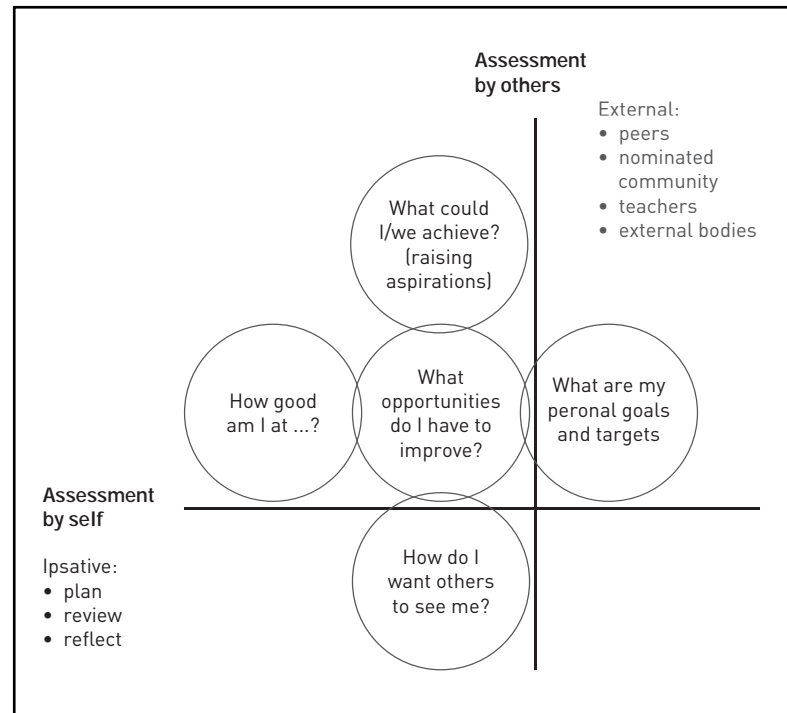 Assessment
by others
External:
• peers
• nominated
community
• teachers
• external bodies
What could
I/we achieve?
(raising
aspirations)
How good
am I at ...?
What
opportunities
do I have to
improve?
What are my
peronal goals
and targets
Assessment
by self
Ipsative:
• plan
• review
• reflect
How do I
want others
to see me?